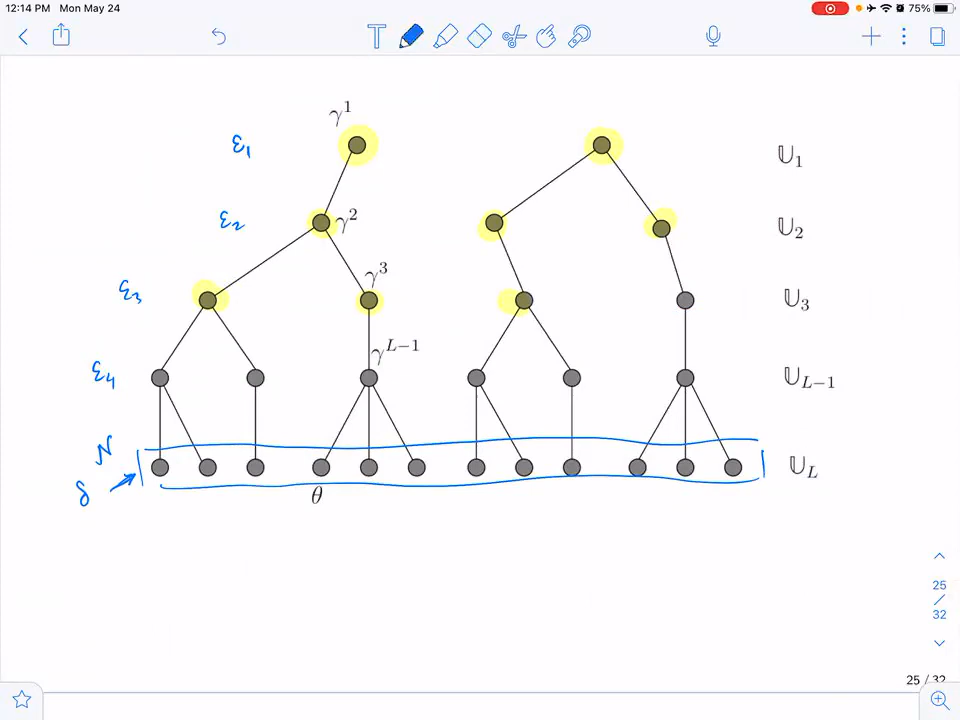 12:14 PM Mon May 24
75%
T
γ¹
ε₁
𝕌₁
ε₂
γ²
𝕌₂
γ³
ε₃
𝕌₃
γᴸ⁻¹
ε₄
𝕌_{L−1}
N
𝕌_L
δ
θ
25
/
32
25 / 32